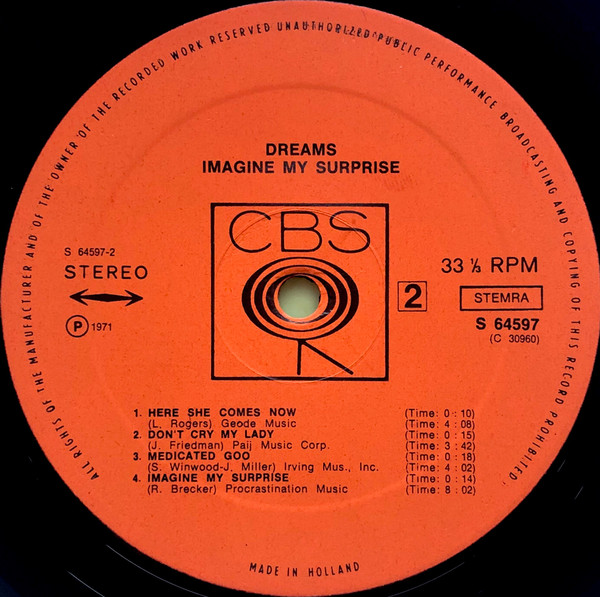 ALL RIGHTS OF THE MANUFACTURER AND OF THE OWNER OF THE RECORDED WORK RESERVED UNAUTHORIZED PUBLIC PERFORMANCE BROADCASTING AND COPYING OF THIS RECORD PROHIBITED
DREAMS
IMAGINE MY SURPRISE
CBS
S 64597-2
STEREO
Ⓟ 1971
33 ⅓ RPM
2
STEMRA
S 64597
(C 30960)
1. HERE SHE COMES NOW (Time: 0 : 10)
(L. Rogers) Geode Music (Time: 4 : 08)
2. DON'T CRY MY LADY (Time: 0 : 15)
(J. Friedman) Paij Music Corp. (Time: 3 : 42)
3. MEDICATED GOO (Time: 0 : 18)
(S. Winwood-J. Miller) Irving Mus., Inc. (Time: 4 : 02)
4. IMAGINE MY SURPRISE (Time: 0 : 14)
(R. Brecker) Procrastination Music (Time: 8 : 02)
MADE IN HOLLAND